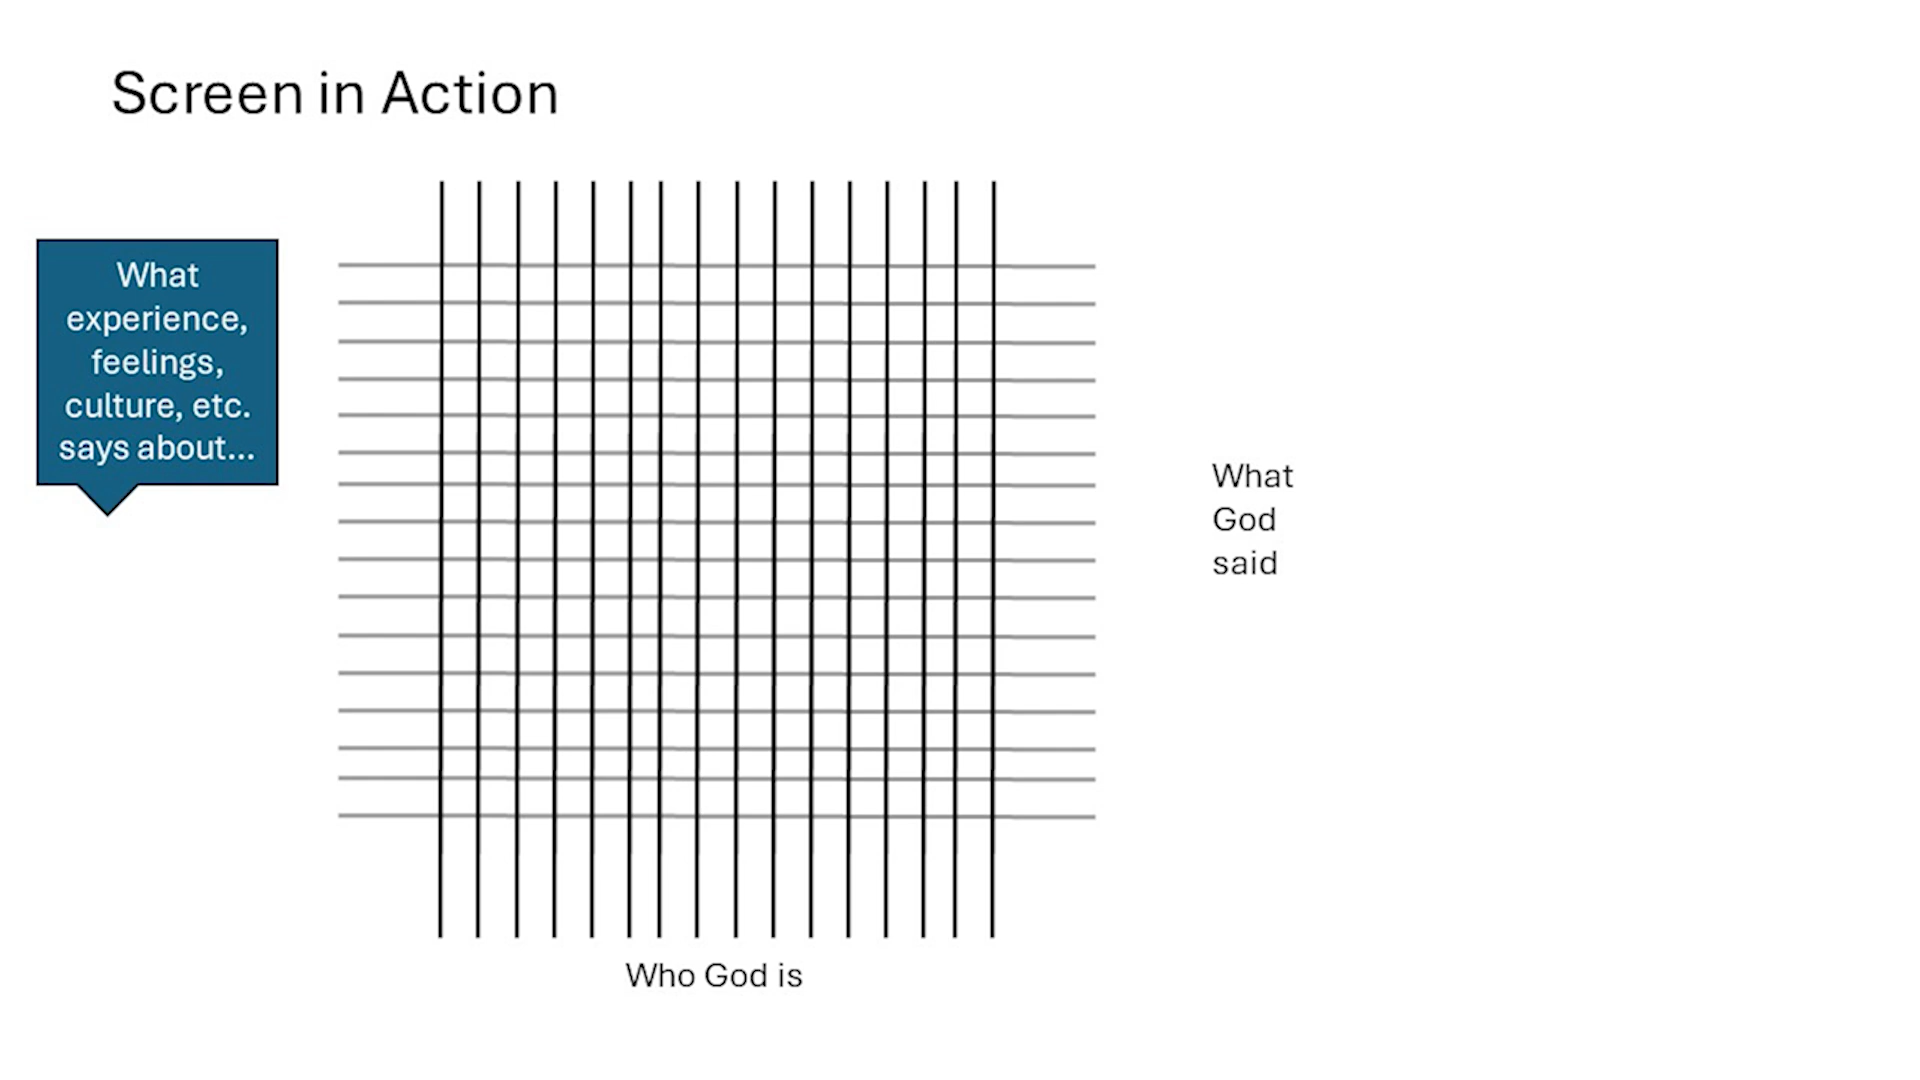 Screen in Action
What
experience,
feelings,
culture, etc.
says about...
What
God
said
Who God is